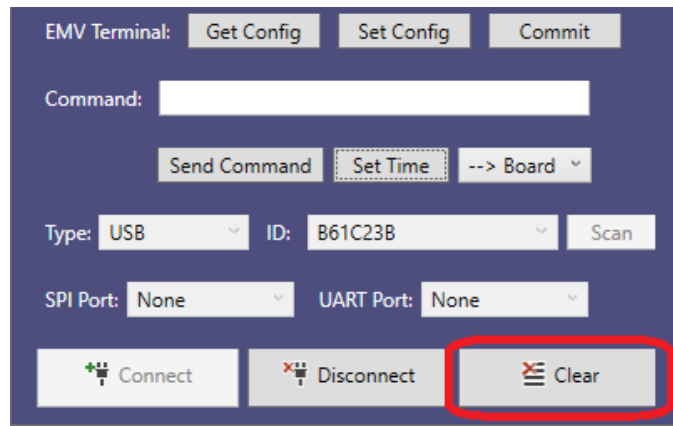 EMV Terminal: Get Config Set Config Commit
Command:
Send Command Set Time --> Board
Type: USB ID: B61C23B Scan
SPI Port: None UART Port: None
Connect Disconnect Clear